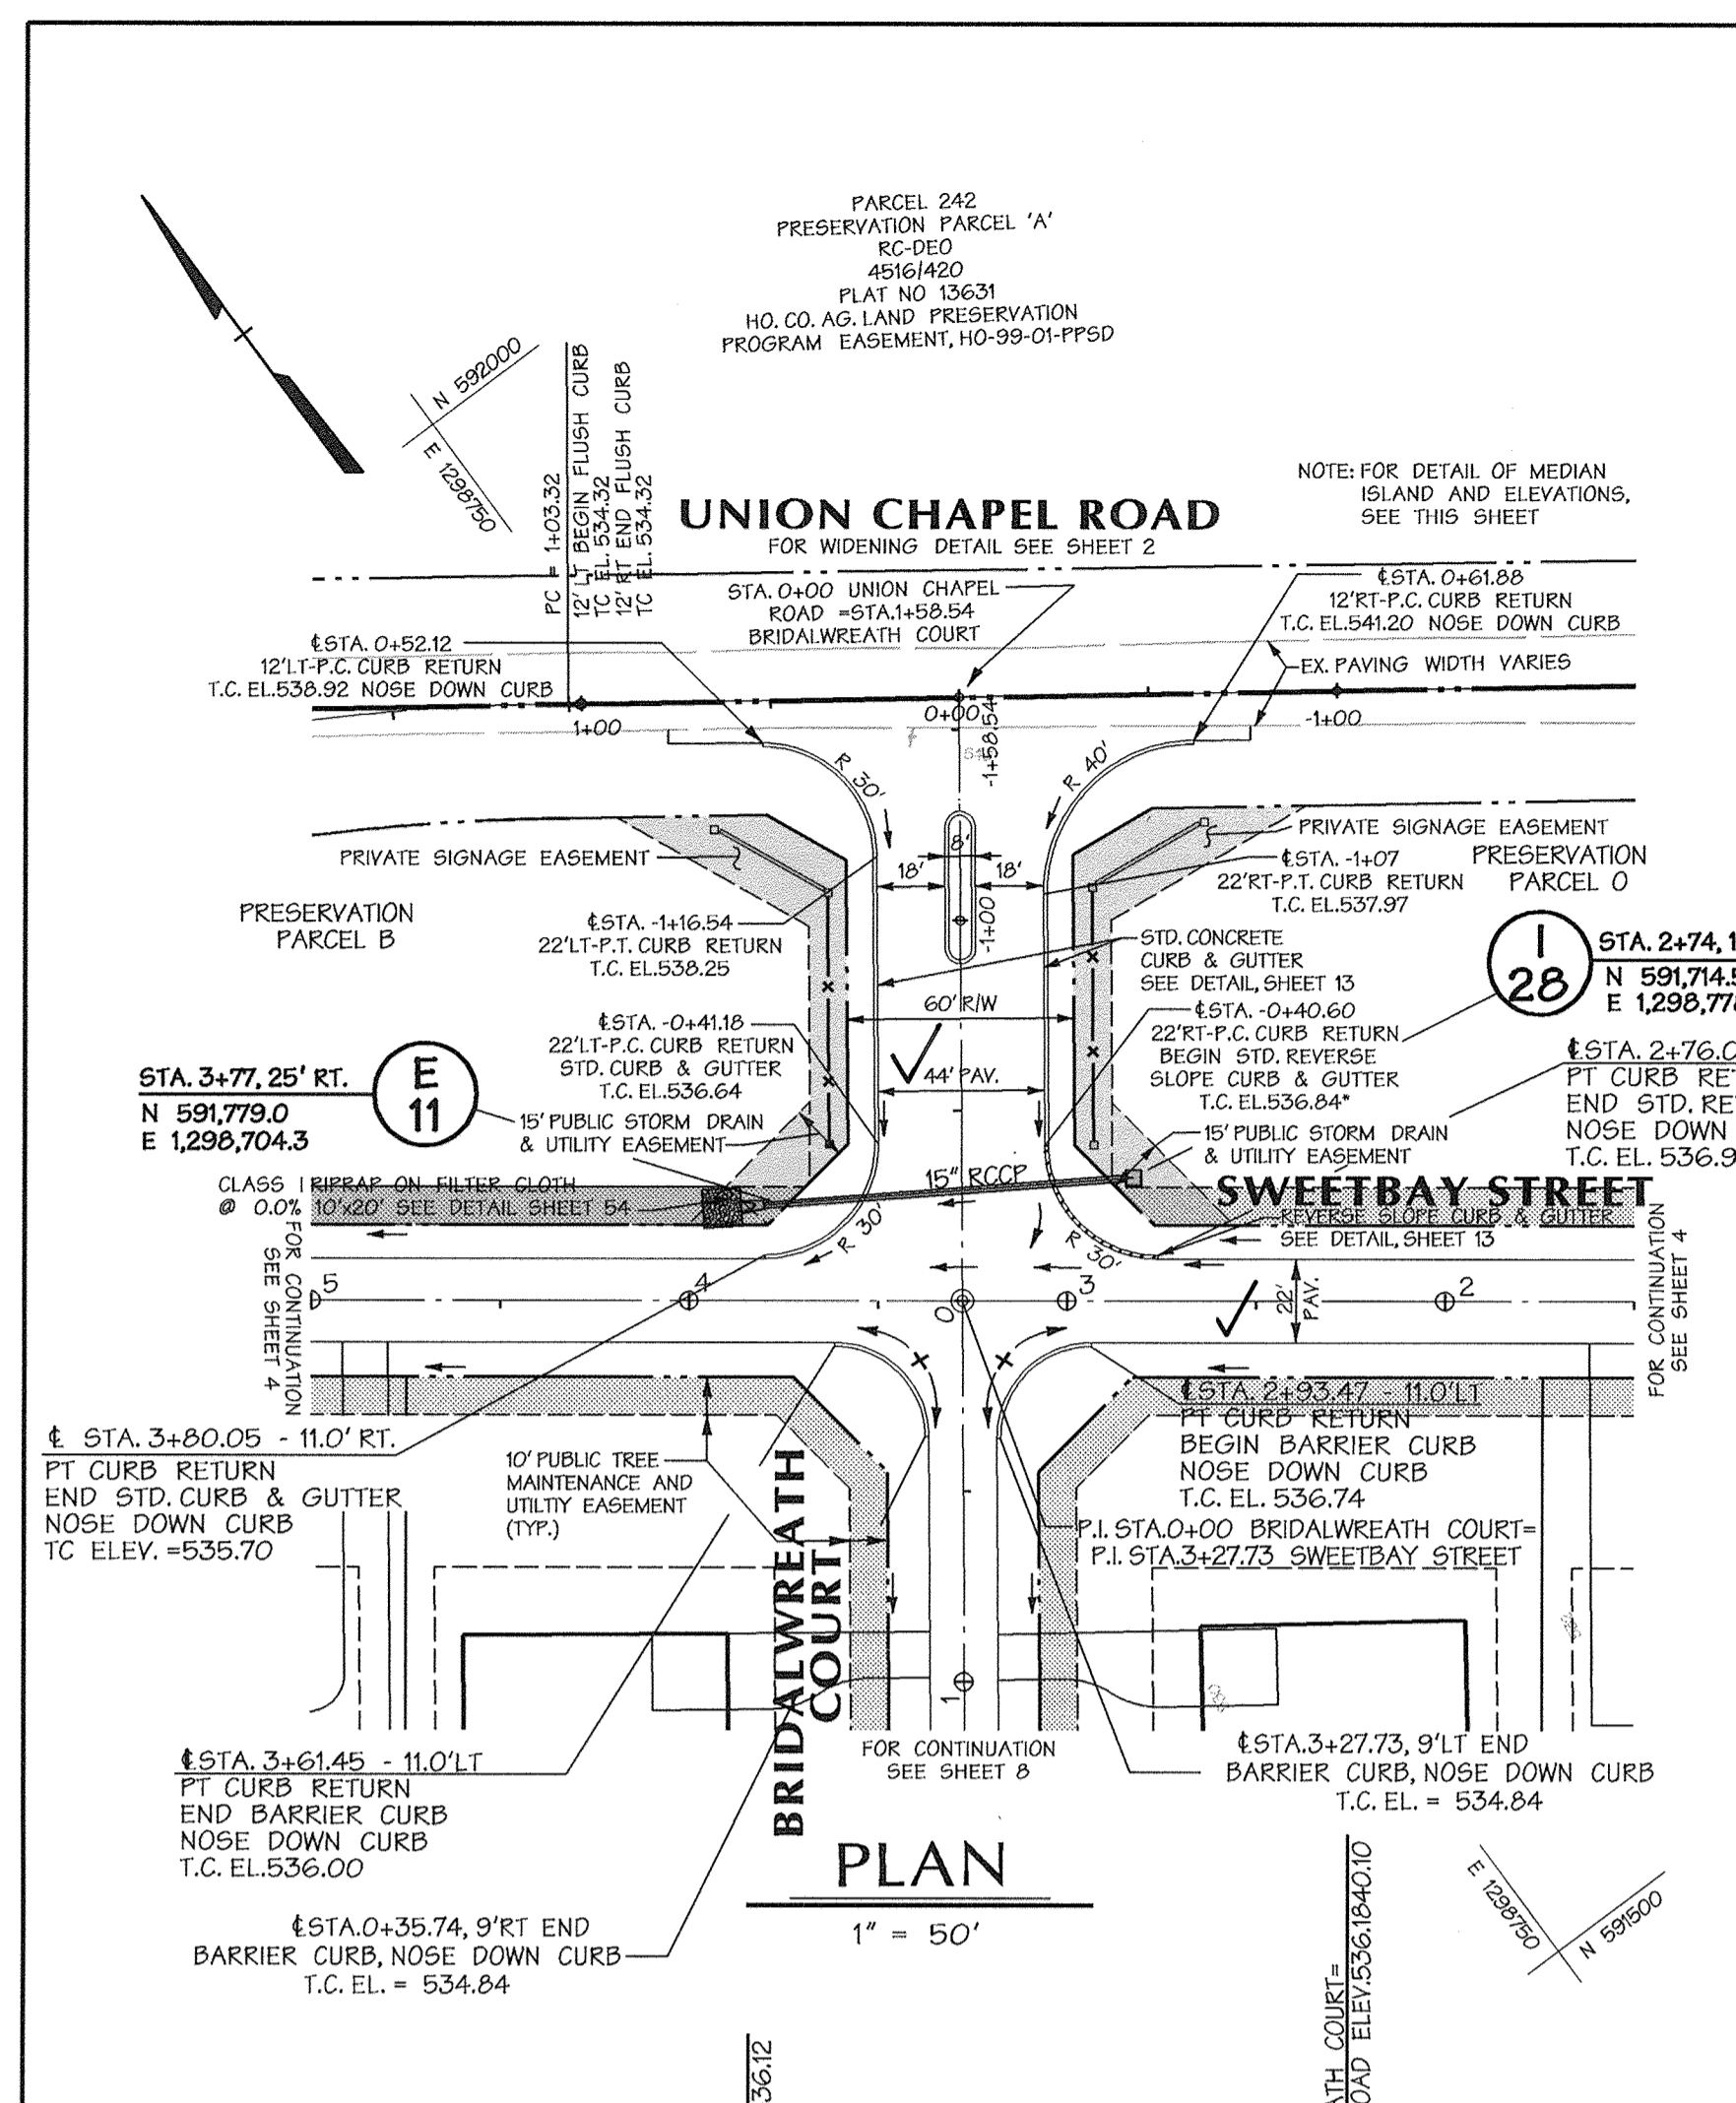 PARCEL 242
PRESERVATION PARCEL 'A'
RC-DEO
4516/420
PLAT NO 13631
HO. CO. AG. LAND PRESERVATION
PROGRAM EASEMENT, HO-99-01-PPSD
N 592000
E 1298750
PC = 1+03.32
12' LT BEGIN FLUSH CURB
TC EL. 534.32
12' RT END FLUSH CURB
TC EL. 534.32
NOTE: FOR DETAIL OF MEDIAN
ISLAND AND ELEVATIONS,
SEE THIS SHEET
UNION CHAPEL ROAD
FOR WIDENING DETAIL SEE SHEET 2
STA. 0+00 UNION CHAPEL
ROAD =STA.1+58.54
BRIDALWREATH COURT
℄STA. 0+61.88
12'RT-P.C. CURB RETURN
T.C. EL.541.20 NOSE DOWN CURB
℄STA. 0+52.12
12'LT-P.C. CURB RETURN
T.C. EL.538.92 NOSE DOWN CURB
EX. PAVING WIDTH VARIES
1+00
0+00
-1+00
-1+58.54
R 30'
R 40'
8'
18'
18'
-1+00
PRIVATE SIGNAGE EASEMENT
PRIVATE SIGNAGE EASEMENT
PRESERVATION
PARCEL B
PRESERVATION
PARCEL O
℄STA. -1+07
22'RT-P.T. CURB RETURN
T.C. EL.537.97
℄STA. -1+16.54
22'LT-P.T. CURB RETURN
T.C. EL.538.25
STD. CONCRETE
CURB & GUTTER
SEE DETAIL, SHEET 13
I
28
STA. 2+74, 1
N 591,714.5
E 1,298,778
60' R/W
℄STA. -0+41.18
22'LT-P.C. CURB RETURN
STD. CURB & GUTTER
T.C. EL.536.64
℄STA. -0+40.60
22'RT-P.C. CURB RETURN
BEGIN STD. REVERSE
SLOPE CURB & GUTTER
T.C. EL.536.84*
44' PAV.
STA. 3+77, 25' RT.
N 591,779.0
E 1,298,704.3
E
11
℄STA. 2+76.0
PT CURB RET
END STD. RE
NOSE DOWN
T.C. EL. 536.9
15' PUBLIC STORM DRAIN
& UTILITY EASEMENT
15' PUBLIC STORM DRAIN
& UTILITY EASEMENT
15" RCCP
CLASS I RIPRAP ON FILTER CLOTH
@ 0.0% 10'x20' SEE DETAIL SHEET 54
SWEETBAY STREET
REVERSE SLOPE CURB & GUTTER
SEE DETAIL, SHEET 13
R 30'
R 30'
FOR CONTINUATION
SEE SHEET 4
FOR CONTINUATION
SEE SHEET 4
5
4
0
3
2
22'
PAV.
℄ STA. 3+80.05 - 11.0' RT.
PT CURB RETURN
END STD. CURB & GUTTER
NOSE DOWN CURB
TC ELEV. =535.70
10' PUBLIC TREE
MAINTENANCE AND
UTILTIY EASEMENT
(TYP.)
℄STA. 2+93.47 - 11.0'LT
PT CURB RETURN
BEGIN BARRIER CURB
NOSE DOWN CURB
T.C. EL. 536.74
P.I. STA.0+00 BRIDALWREATH COURT=
P.I. STA.3+27.73 SWEETBAY STREET
BRIDALWREATH
COURT
1
FOR CONTINUATION
SEE SHEET 8
℄STA. 3+61.45 - 11.0'LT
PT CURB RETURN
END BARRIER CURB
NOSE DOWN CURB
T.C. EL.536.00
℄STA.3+27.73, 9'LT END
BARRIER CURB, NOSE DOWN CURB
T.C. EL. = 534.84
℄STA.0+35.74, 9'RT END
BARRIER CURB, NOSE DOWN CURB
T.C. EL. = 534.84
PLAN
1" = 50'
E 1298750
N 591500
36.12
ATH COURT=
OAD ELEV.536.1840.10